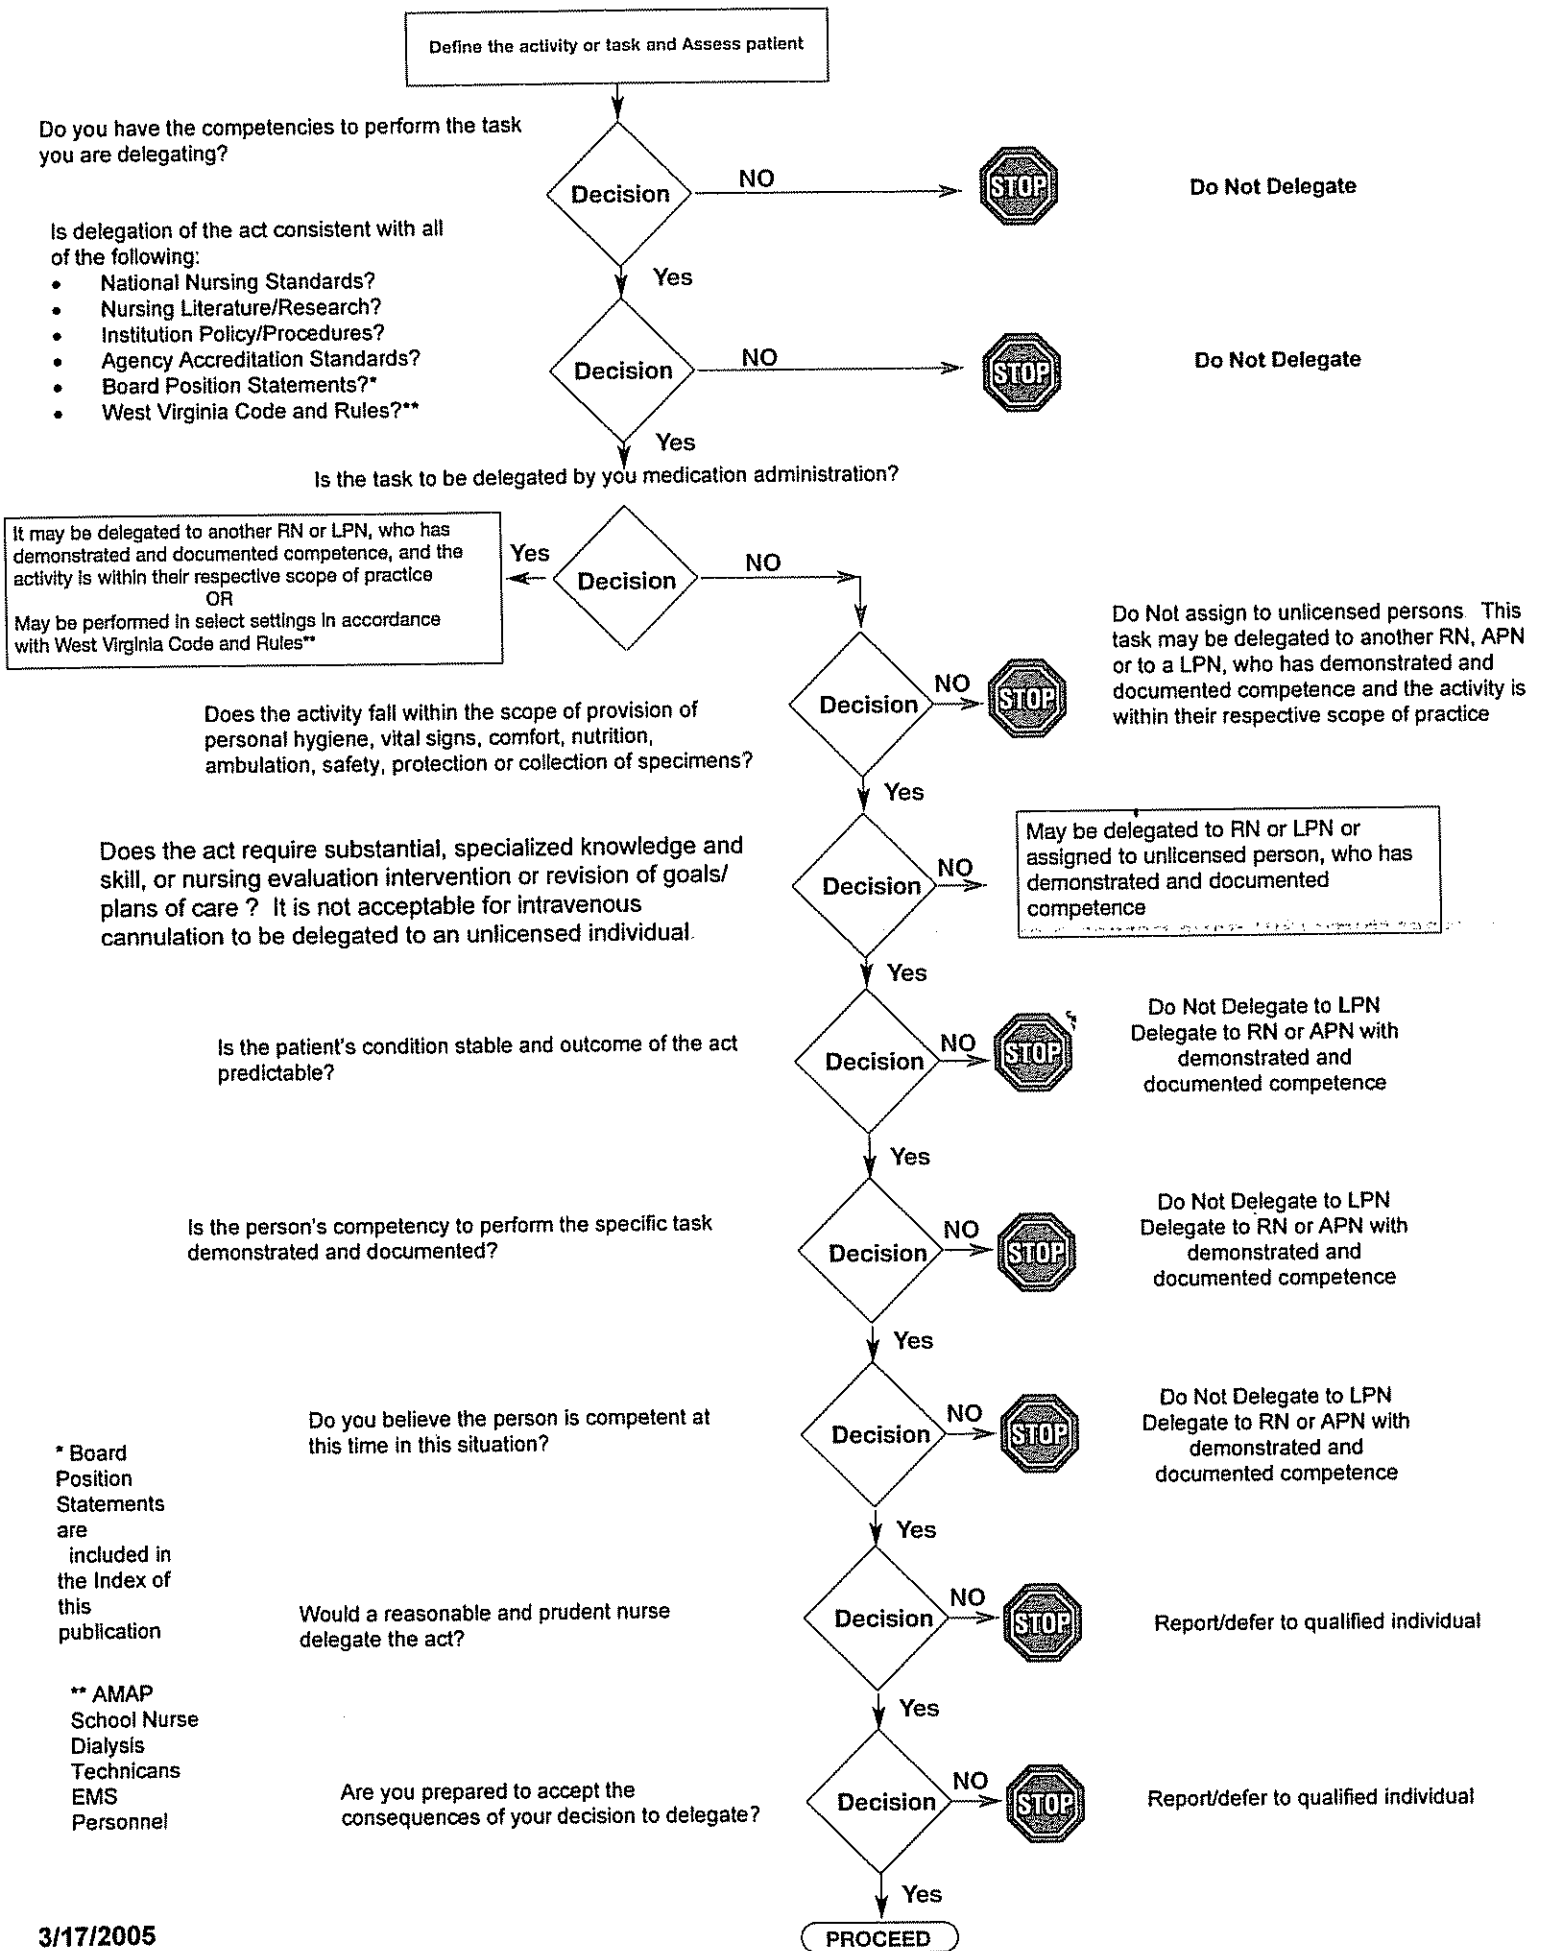 Define the activity or task and Assess patient
Do you have the competencies to perform the task
you are delegating?
Decision
NO
STOP
Do Not Delegate
Yes
Is delegation of the act consistent with all
of the following:
• National Nursing Standards?
• Nursing Literature/Research?
• Institution Policy/Procedures?
• Agency Accreditation Standards?
• Board Position Statements?*
• West Virginia Code and Rules?**
Decision
NO
STOP
Do Not Delegate
Yes
Is the task to be delegated by you medication administration?
Decision
Yes
It may be delegated to another RN or LPN, who has
demonstrated and documented competence, and the
activity is within their respective scope of practice
OR
May be performed in select settings in accordance
with West Virginia Code and Rules**
NO
Does the activity fall within the scope of provision of
personal hygiene, vital signs, comfort, nutrition,
ambulation, safety, protection or collection of specimens?
Decision
NO
STOP
Do Not assign to unlicensed persons. This
task may be delegated to another RN, APN
or to a LPN, who has demonstrated and
documented competence and the activity is
within their respective scope of practice
Yes
Does the act require substantial, specialized knowledge and
skill, or nursing evaluation intervention or revision of goals/
plans of care ? It is not acceptable for intravenous
cannulation to be delegated to an unlicensed individual.
Decision
NO
May be delegated to RN or LPN or
assigned to unlicensed person, who has
demonstrated and documented
competence
Yes
Is the patient's condition stable and outcome of the act
predictable?
Decision
NO
STOP
Do Not Delegate to LPN
Delegate to RN or APN with
demonstrated and
documented competence
Yes
Is the person's competency to perform the specific task
demonstrated and documented?
Decision
NO
STOP
Do Not Delegate to LPN
Delegate to RN or APN with
demonstrated and
documented competence
Yes
Do you believe the person is competent at
this time in this situation?
Decision
NO
STOP
Do Not Delegate to LPN
Delegate to RN or APN with
demonstrated and
documented competence
Yes
* Board
Position
Statements
are
included in
the Index of
this
publication
Would a reasonable and prudent nurse
delegate the act?
Decision
NO
STOP
Report/defer to qualified individual
Yes
** AMAP
School Nurse
Dialysis
Technicans
EMS
Personnel
Are you prepared to accept the
consequences of your decision to delegate?
Decision
NO
STOP
Report/defer to qualified individual
Yes
PROCEED
3/17/2005